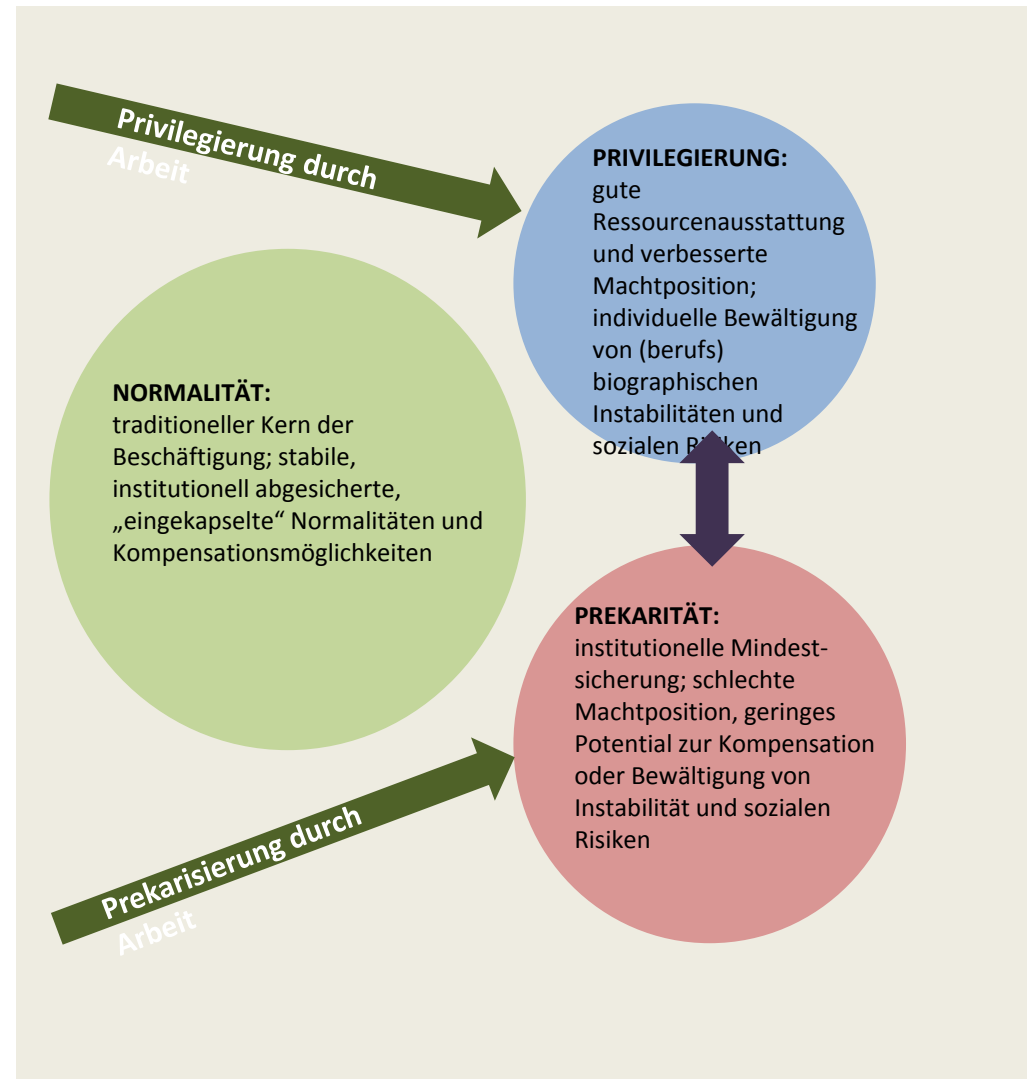 Privilegierung durch
Arbeit
PRIVILEGIERUNG:
gute
Ressourcenausstattung
und verbesserte
Machtposition;
individuelle Bewältigung
von (berufs)
biographischen
Instabilitäten und
sozialen Risiken
NORMALITÄT:
traditioneller Kern der
Beschäftigung; stabile,
institutionell abgesicherte,
„eingekapselte“ Normalitäten und
Kompensationsmöglichkeiten
PREKARITÄT:
institutionelle Mindest-
sicherung; schlechte
Machtposition, geringes
Potential zur Kompensation
oder Bewältigung von
Instabilität und sozialen
Risiken
Prekarisierung durch
Arbeit